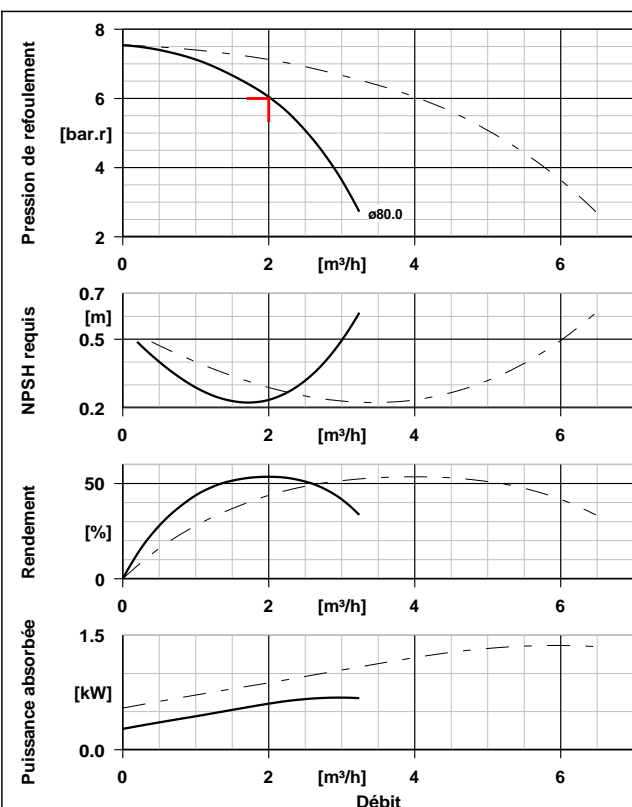 8
Pression de refoulement
6
[bar.r]
4
ø80.0
2
0 2 [m³/h] 4 6
0.7
[m]
NPSH requis
0.5
0.2
0 2 [m³/h] 4 6
50
Rendement
[%]
0
0 2 [m³/h] 4 6
1.5
Puissance absorbée
[kW]
0.0
0 2 [m³/h] 4 6
Débit